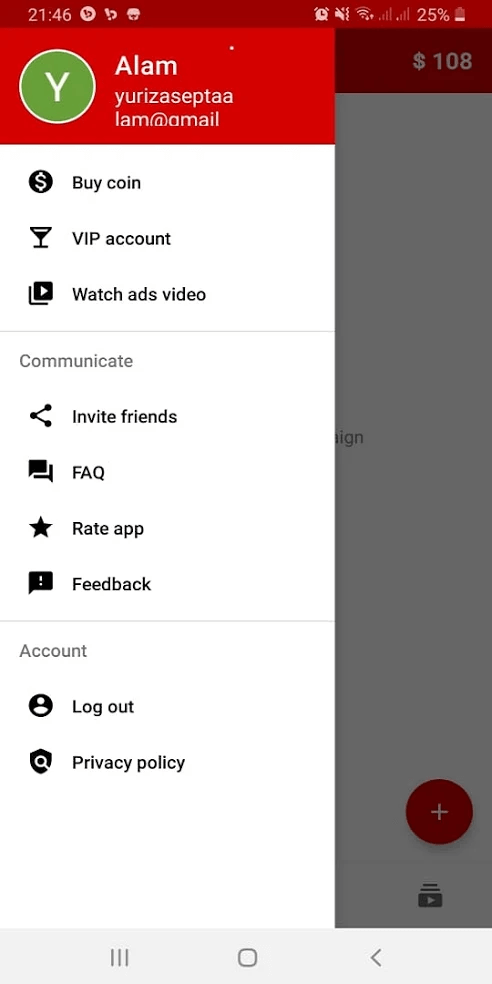 21:46
25%
$ 108
Y
Alam
yurizaseptaa
lam@gmail
Buy coin
VIP account
Watch ads video
Communicate
Invite friends
aign
FAQ
Rate app
Feedback
Account
Log out
Privacy policy